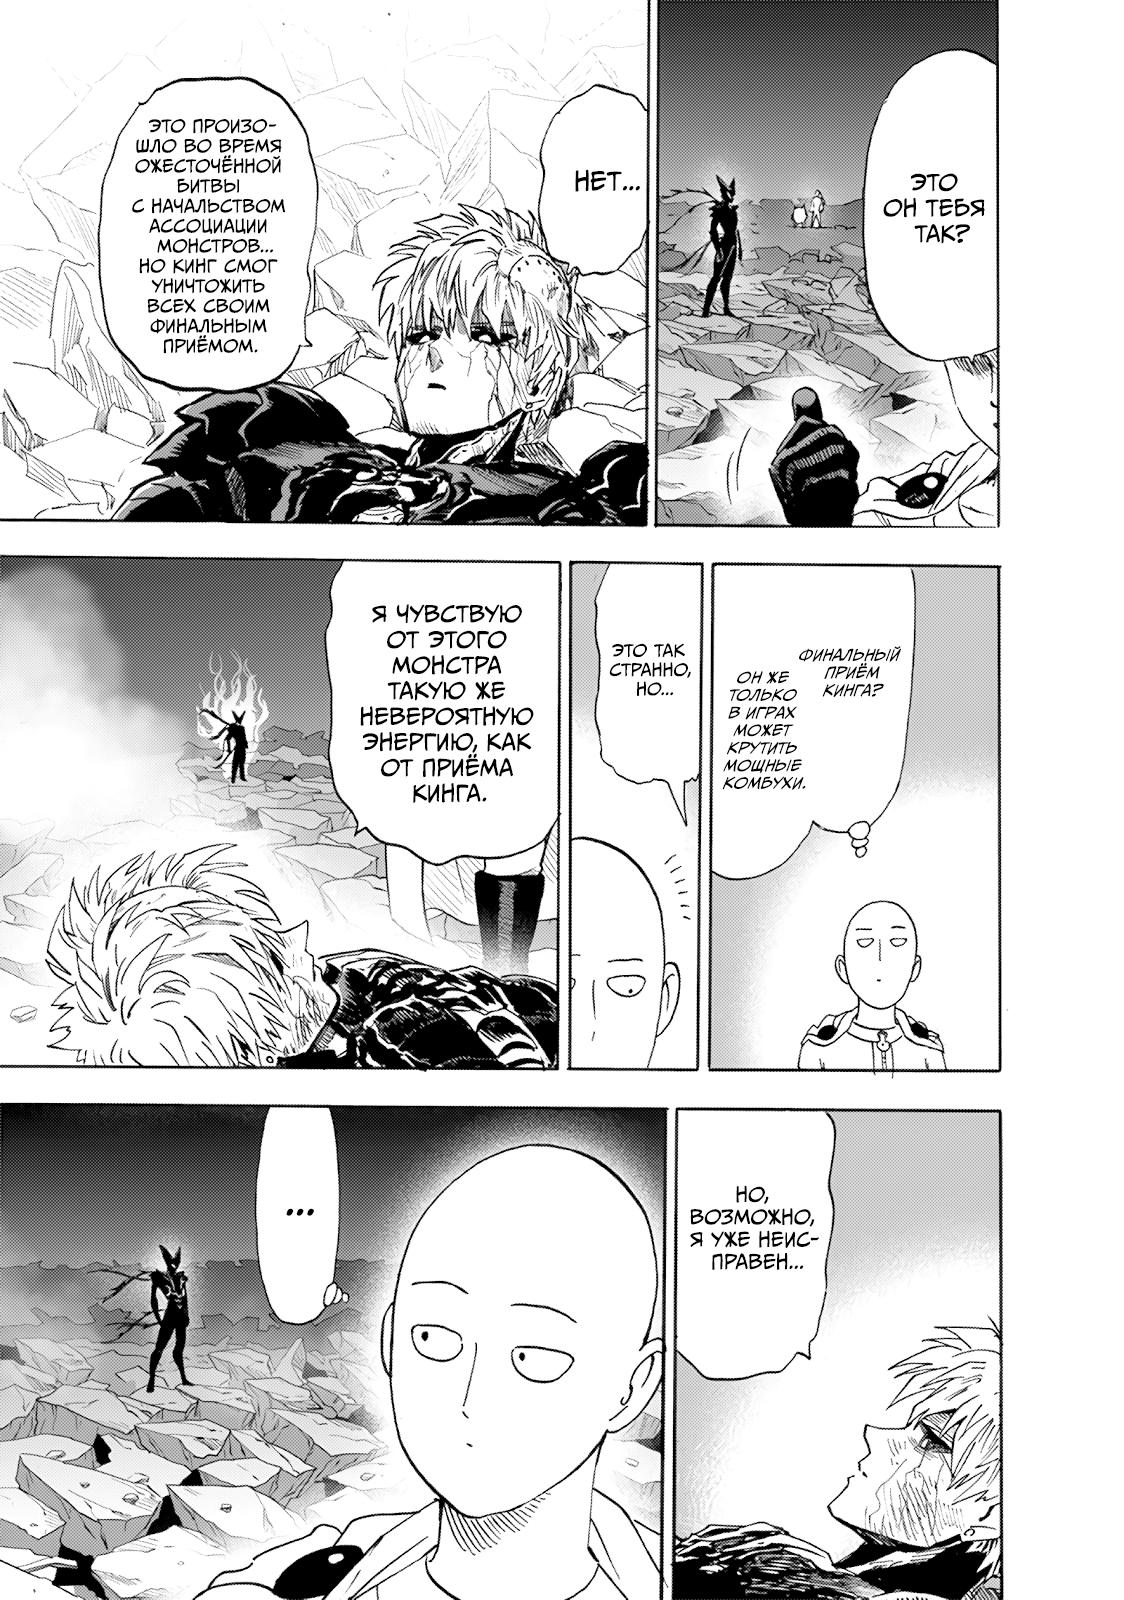 ЭТО
ОН ТЕБЯ
ТАК?
НЕТ...
ЭТО ПРОИЗО-
ШЛО ВО ВРЕМЯ
ОЖЕСТОЧЁННОЙ
БИТВЫ
С НАЧАЛЬСТВОМ
АССОЦИАЦИИ
МОНСТРОВ...
НО КИНГ СМОГ
УНИЧТОЖИТЬ
ВСЕХ СВОИМ
ФИНАЛЬНЫМ
ПРИЁМОМ.
ФИНАЛЬНЫЙ
ПРИЁМ
КИНГА?
ОН ЖЕ
ТОЛЬКО
В ИГРАХ
МОЖЕТ
КРУТИТЬ
МОЩНЫЕ
КОМБУХИ.
ЭТО ТАК
СТРАННО,
НО...
Я ЧУВСТВУЮ
ОТ ЭТОГО
МОНСТРА
ТАКУЮ ЖЕ
НЕВЕРОЯТНУЮ
ЭНЕРГИЮ, КАК
ОТ ПРИЁМА
КИНГА.
НО,
ВОЗМОЖНО,
Я УЖЕ НЕИС-
ПРАВЕН...
...